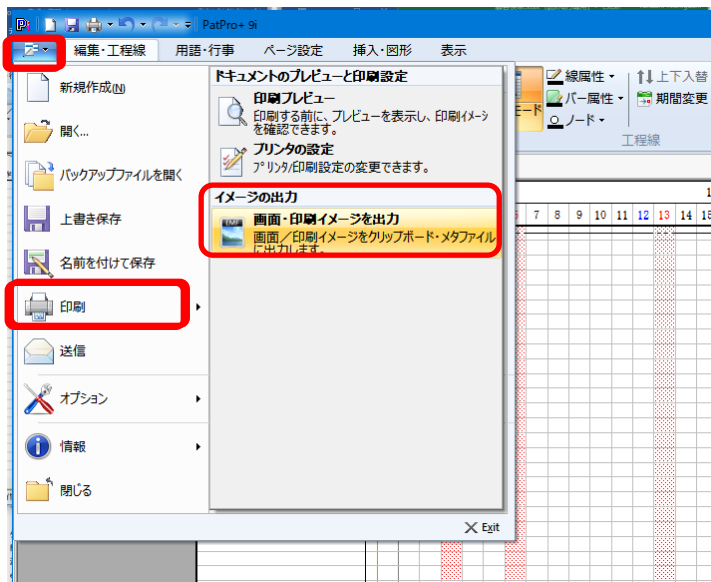 PatPro+ 9i
編集・工程線 用語・行事 ページ設定 挿入・図形 表示
新規作成(N)
開く...
バックアップファイルを開く
上書き保存
名前を付けて保存
印刷
送信
オプション
情報
閉じる
ドキュメントのプレビューと印刷設定
印刷プレビュー
印刷する前に、プレビューを表示し、印刷イメージ
を確認できます。
プリンタの設定
プリンタ/印刷設定の変更できます。
イメージの出力
画面・印刷イメージを出力
画面／印刷イメージをクリップボード・メタファイル
に出力します。
Exit
線属性
バー属性
ノード
上下入替
期間変更
工程線
7 8 9 10 11 12 13 14 15